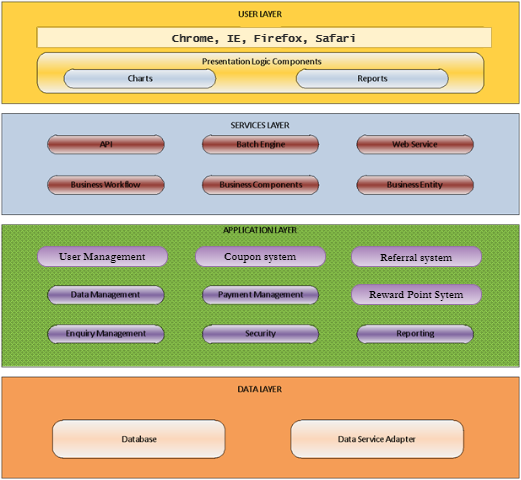 USER LAYER
Chrome, IE, Firefox, Safari
Presentation Logic Components
Charts Reports
SERVICES LAYER
API Batch Engine Web Service
Business Workflow Business Components Business Entity
APPLICATION LAYER
User Management Coupon system Referral system
Data Management Payment Management Reward Point Sytem
Enquiry Management Security Reporting
DATA LAYER
Database Data Service Adapter